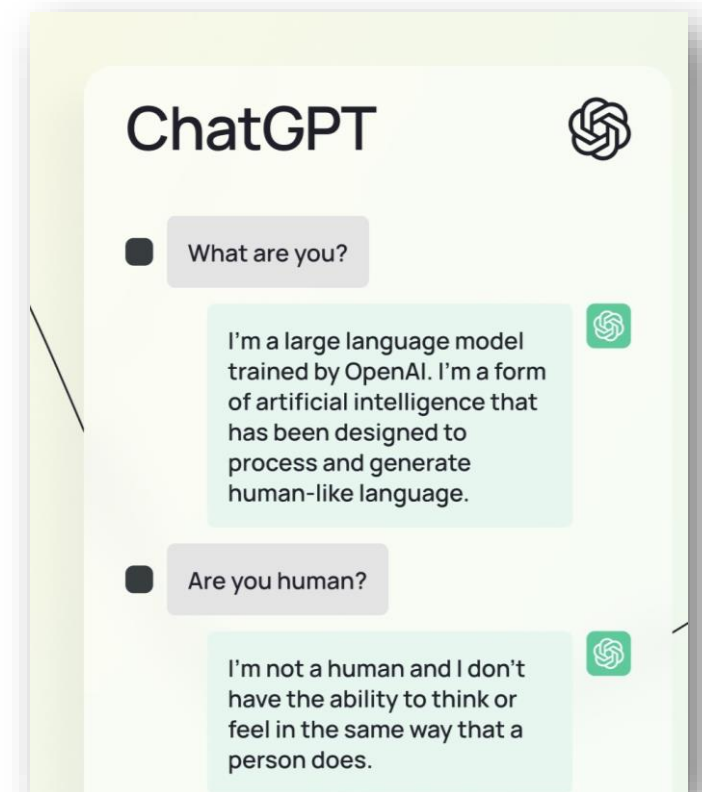 ChatGPT
What are you?
I'm a large language model
trained by OpenAI. I'm a form
of artificial intelligence that
has been designed to
process and generate
human-like language.
Are you human?
I'm not a human and I don't
have the ability to think or
feel in the same way that a
person does.